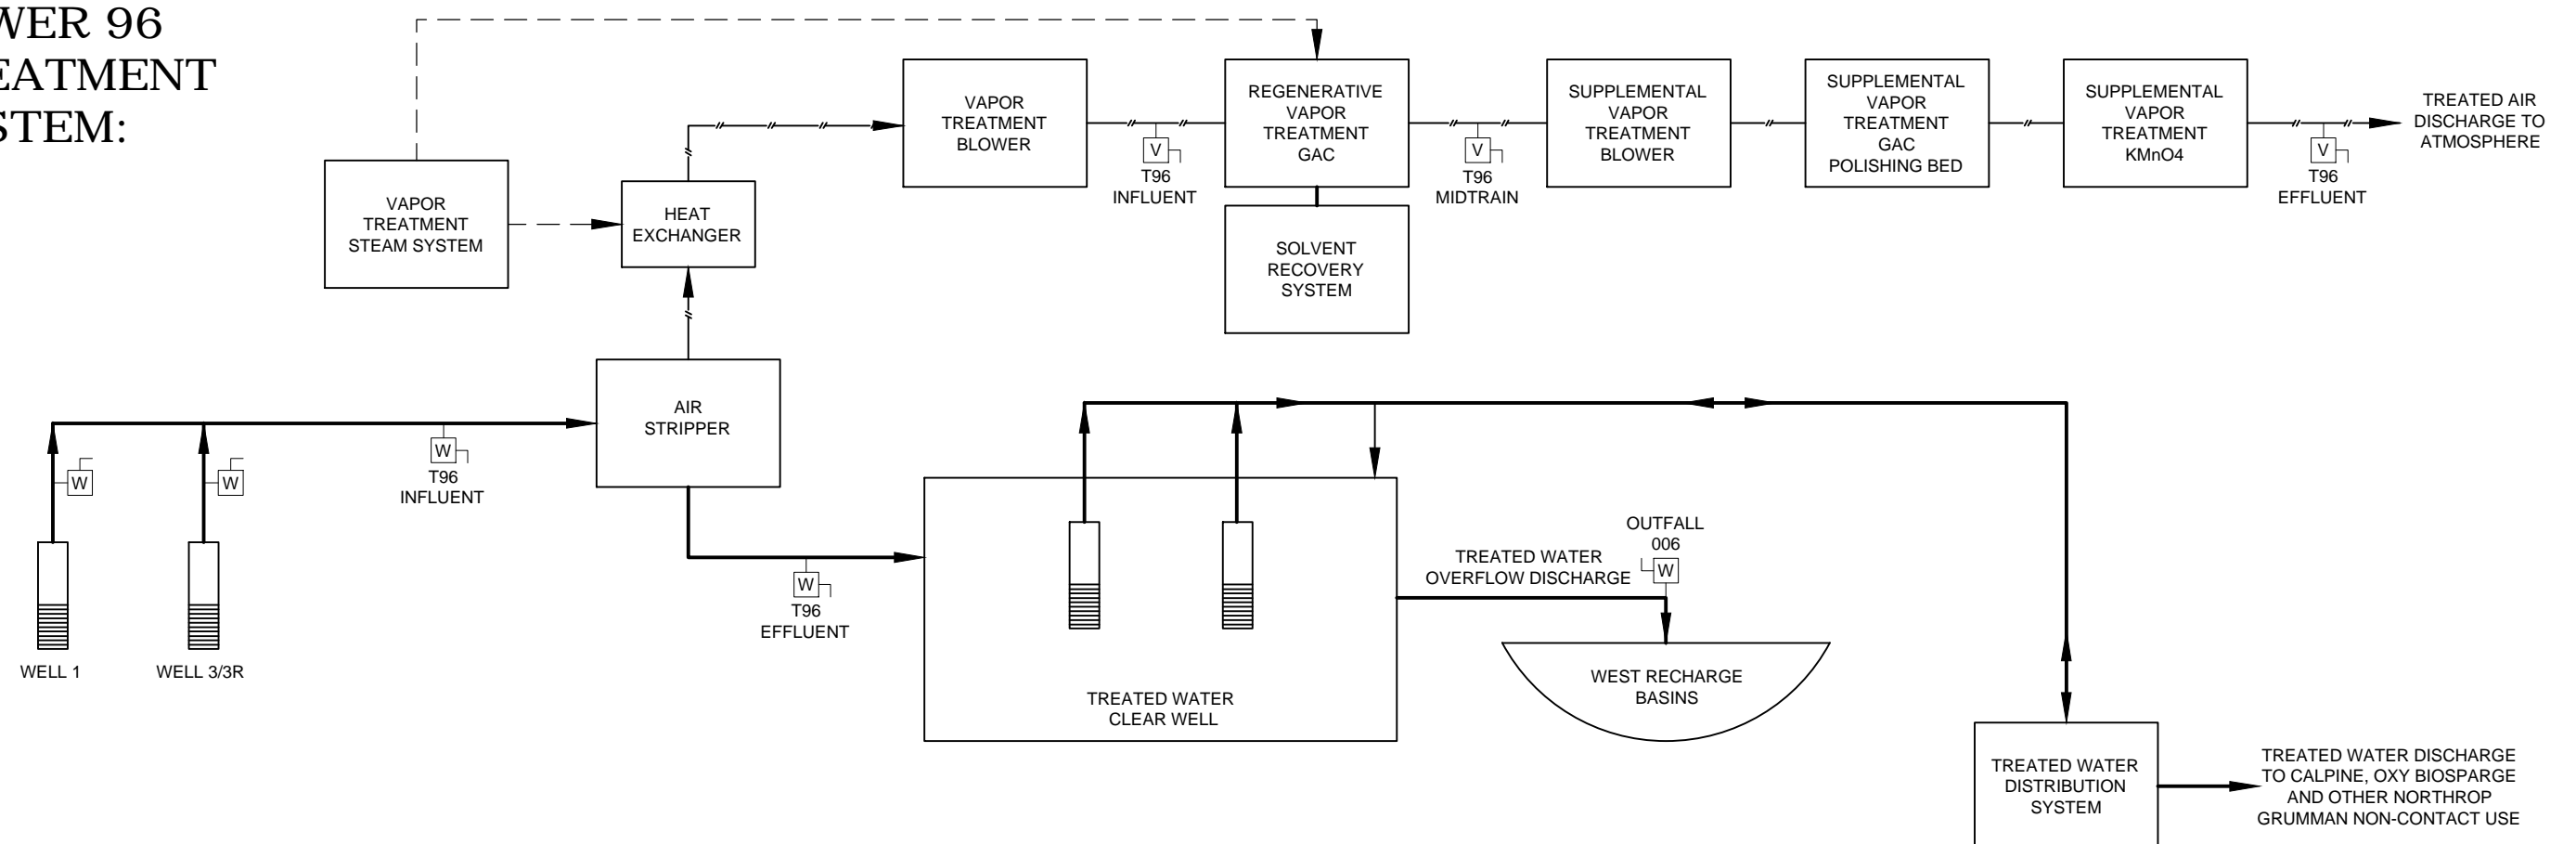 WER 96
EATMENT
STEM:
VAPOR
TREATMENT
STEAM SYSTEM
HEAT
EXCHANGER
VAPOR
TREATMENT
BLOWER
V
T96
INFLUENT
REGENERATIVE
VAPOR
TREATMENT
GAC
V
T96
MIDTRAIN
SUPPLEMENTAL
VAPOR
TREATMENT
BLOWER
SUPPLEMENTAL
VAPOR
TREATMENT
GAC
POLISHING BED
SUPPLEMENTAL
VAPOR
TREATMENT
KMnO4
V
T96
EFFLUENT
TREATED AIR
DISCHARGE TO
ATMOSPHERE
SOLVENT
RECOVERY
SYSTEM
AIR
STRIPPER
W
W
W
T96
INFLUENT
WELL 1
WELL 3/3R
W
T96
EFFLUENT
TREATED WATER
CLEAR WELL
TREATED WATER
OVERFLOW DISCHARGE
OUTFALL
006
W
WEST RECHARGE
BASINS
TREATED WATER
DISTRIBUTION
SYSTEM
TREATED WATER DISCHARGE
TO CALPINE, OXY BIOSPARGE
AND OTHER NORTHROP
GRUMMAN NON-CONTACT USE